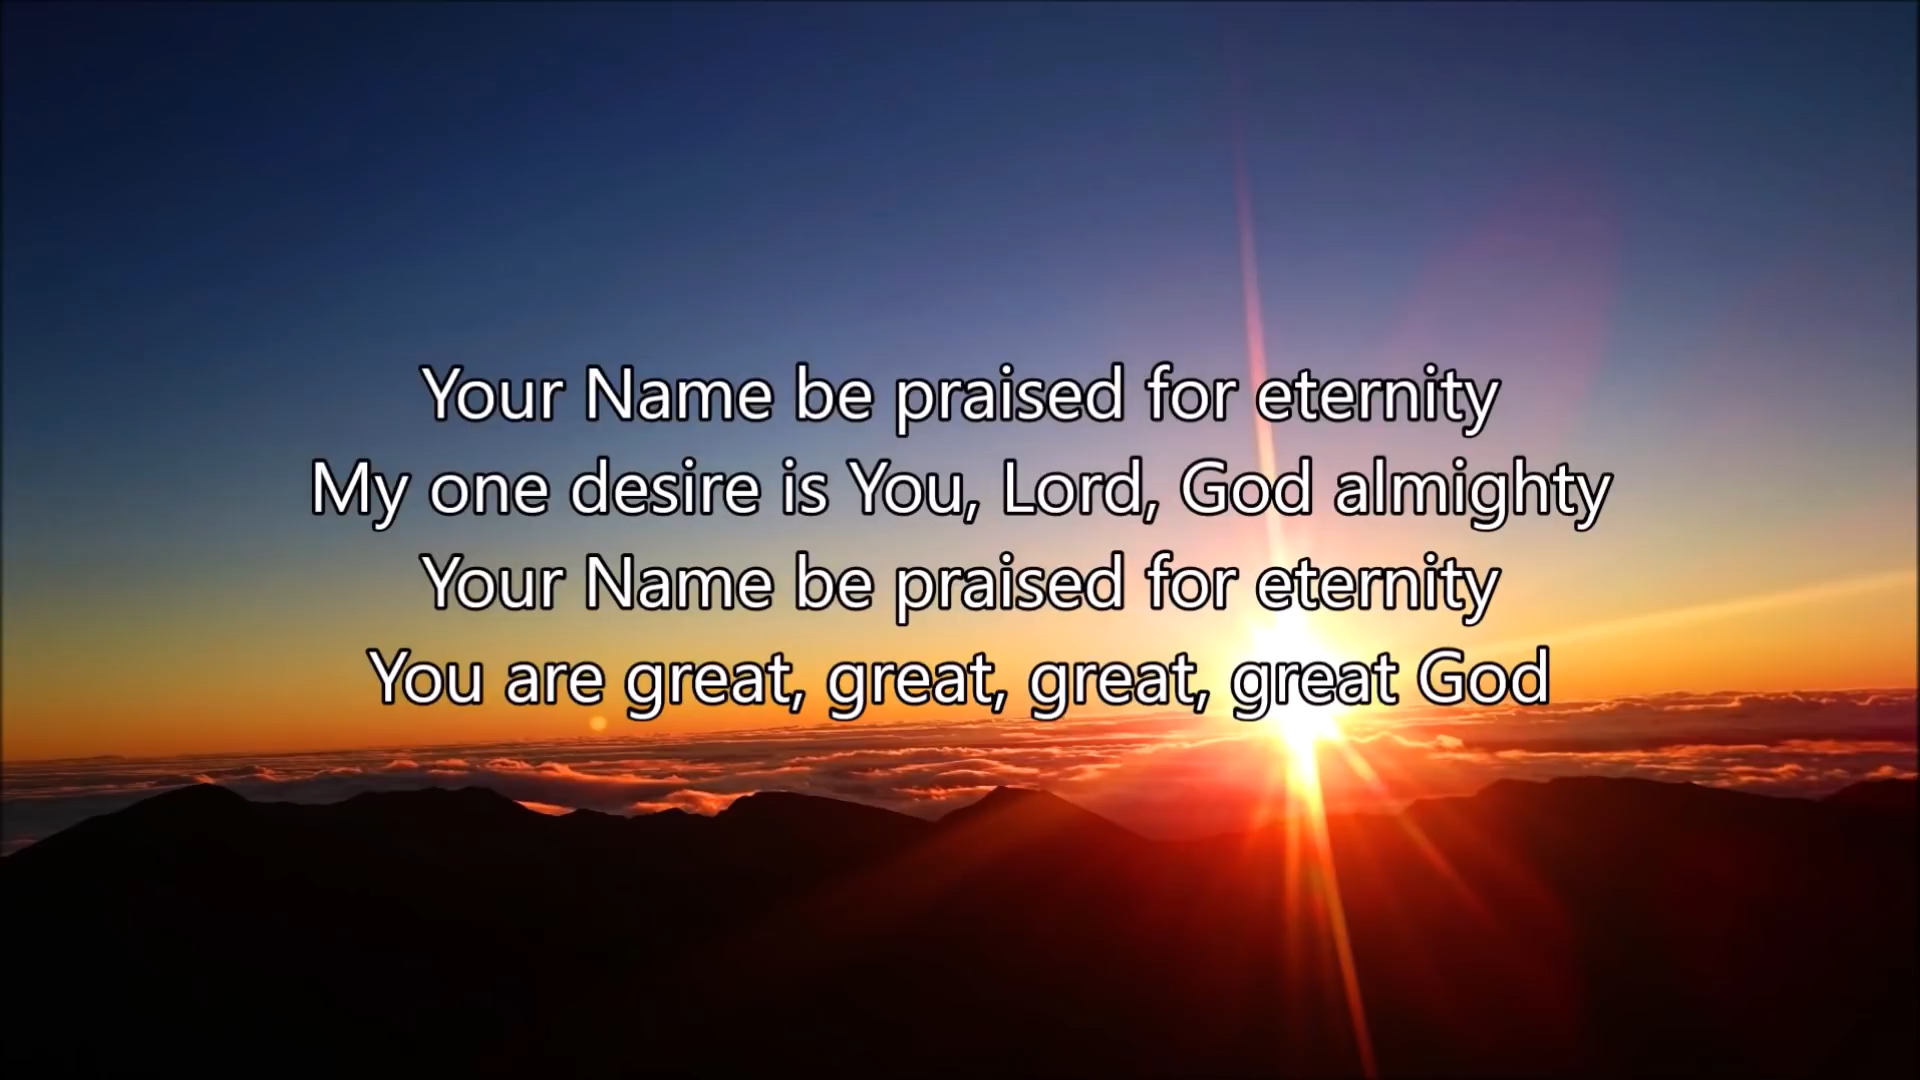 Your Name be praised for eternity
My one desire is You, Lord, God almighty
Your Name be praised for eternity
You are great, great, great, great God